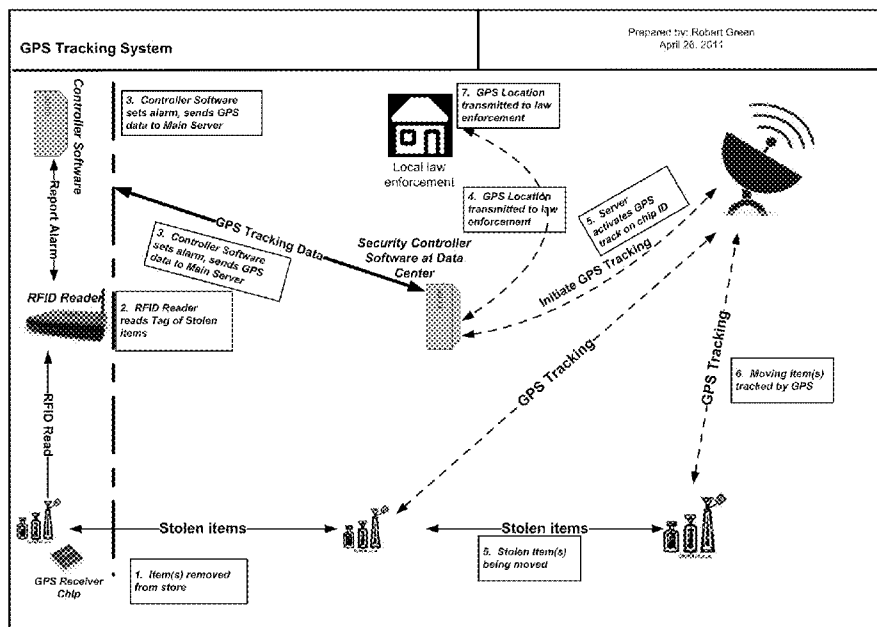 GPS Tracking System
Prepared by: Robert Green
April 26, 2011
Controller Software
3. Controller Software
sets alarm, sends GPS
data to Main Server
7. GPS Location
transmitted to law
enforcement
Local law
enforcement
Report Alarm
GPS Tracking Data
4. GPS Location
transmitted to law
enforcement
5. Server
activates GPS
track on chip ID
3. Controller Software
sets alarm, sends GPS
data to Main Server
Security Controller
Software at Data
Center
Initiate GPS Tracking
RFID Reader
2. RFID Reader
reads Tag of Stolen
items
GPS Tracking
GPS Tracking
6. Moving item(s)
tracked by GPS
RFID Read
Stolen items
Stolen items
GPS Receiver
Chip
1. Item(s) removed
from store
5. Stolen item(s)
being moved